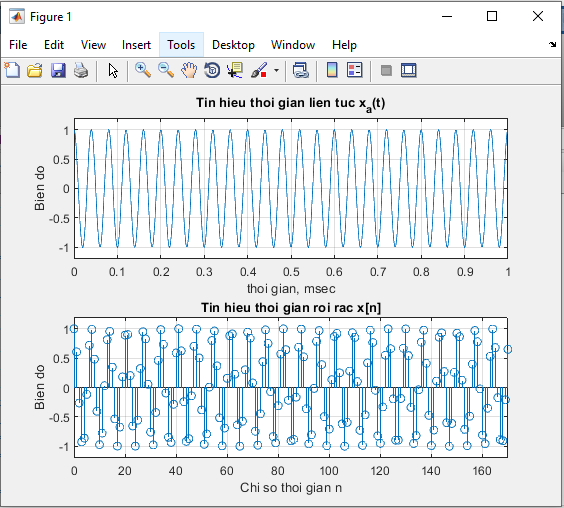 Figure 1
File Edit View Insert Tools Desktop Window Help
Tin hieu thoi gian lien tuc xa(t)
Bien do
1
0.5
0
-0.5
-1
0 0.1 0.2 0.3 0.4 0.5 0.6 0.7 0.8 0.9 1
thoi gian, msec
Tin hieu thoi gian roi rac x[n]
Bien do
1
0.5
0
-0.5
-1
0 20 40 60 80 100 120 140 160
Chi so thoi gian n